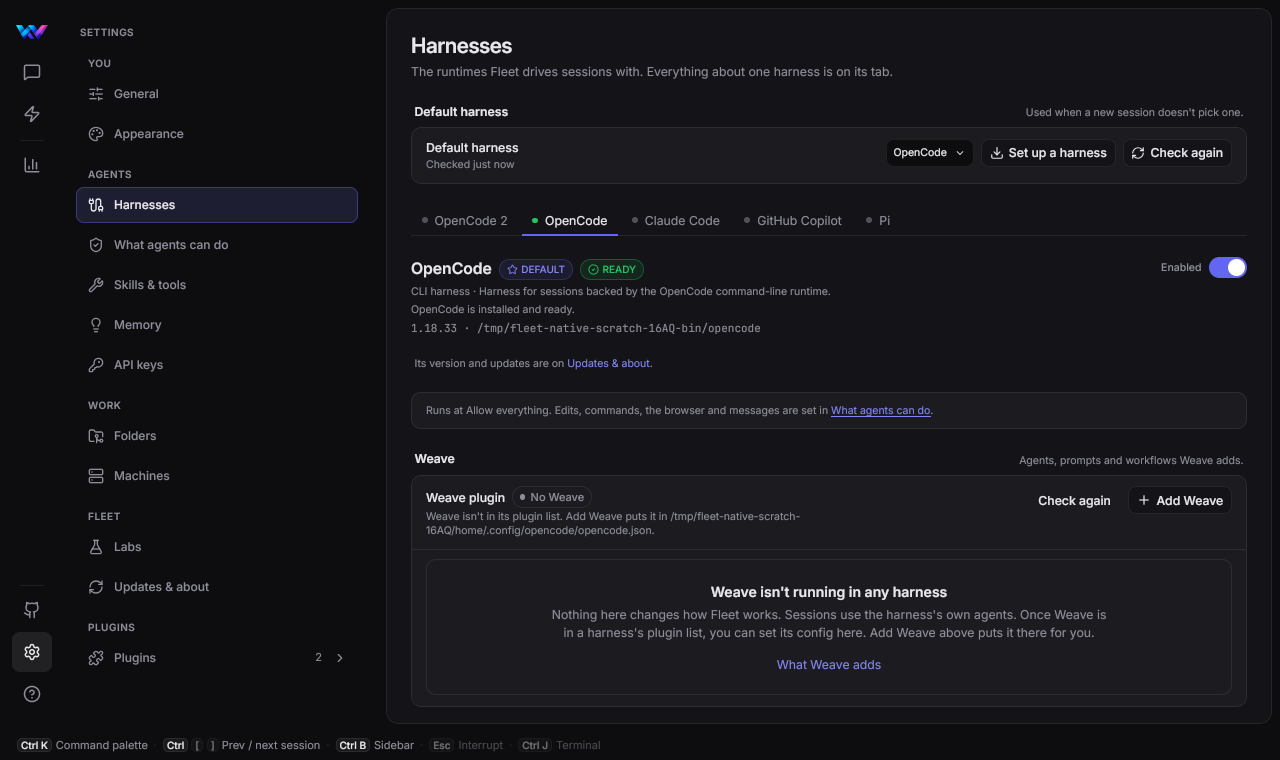 SETTINGS
YOU
General
Appearance
AGENTS
Harnesses
What agents can do
Skills & tools
Memory
API keys
WORK
Folders
Machines
FLEET
Labs
Updates & about
PLUGINS
Plugins 2
Harnesses
The runtimes Fleet drives sessions with. Everything about one harness is on its tab.
Default harness Used when a new session doesn't pick one.
Default harness
Checked just now
OpenCode Set up a harness Check again
OpenCode 2 OpenCode Claude Code GitHub Copilot Pi
OpenCode DEFAULT READY Enabled
CLI harness · Harness for sessions backed by the OpenCode command-line runtime.
OpenCode is installed and ready.
1.18.33 · /tmp/fleet-native-scratch-16AQ-bin/opencode
Its version and updates are on Updates & about.
Runs at Allow everything. Edits, commands, the browser and messages are set in What agents can do.
Weave Agents, prompts and workflows Weave adds.
Weave plugin No Weave
Weave isn't in its plugin list. Add Weave puts it in /tmp/fleet-native-scratch-
16AQ/home/.config/opencode/opencode.json.
Check again Add Weave
Weave isn't running in any harness
Nothing here changes how Fleet works. Sessions use the harness's own agents. Once Weave is
in a harness's plugin list, you can set its config here. Add Weave above puts it there for you.
What Weave adds
Ctrl K Command palette · Ctrl [ ] Prev / next session · Ctrl B Sidebar · Esc Interrupt · Ctrl J Terminal